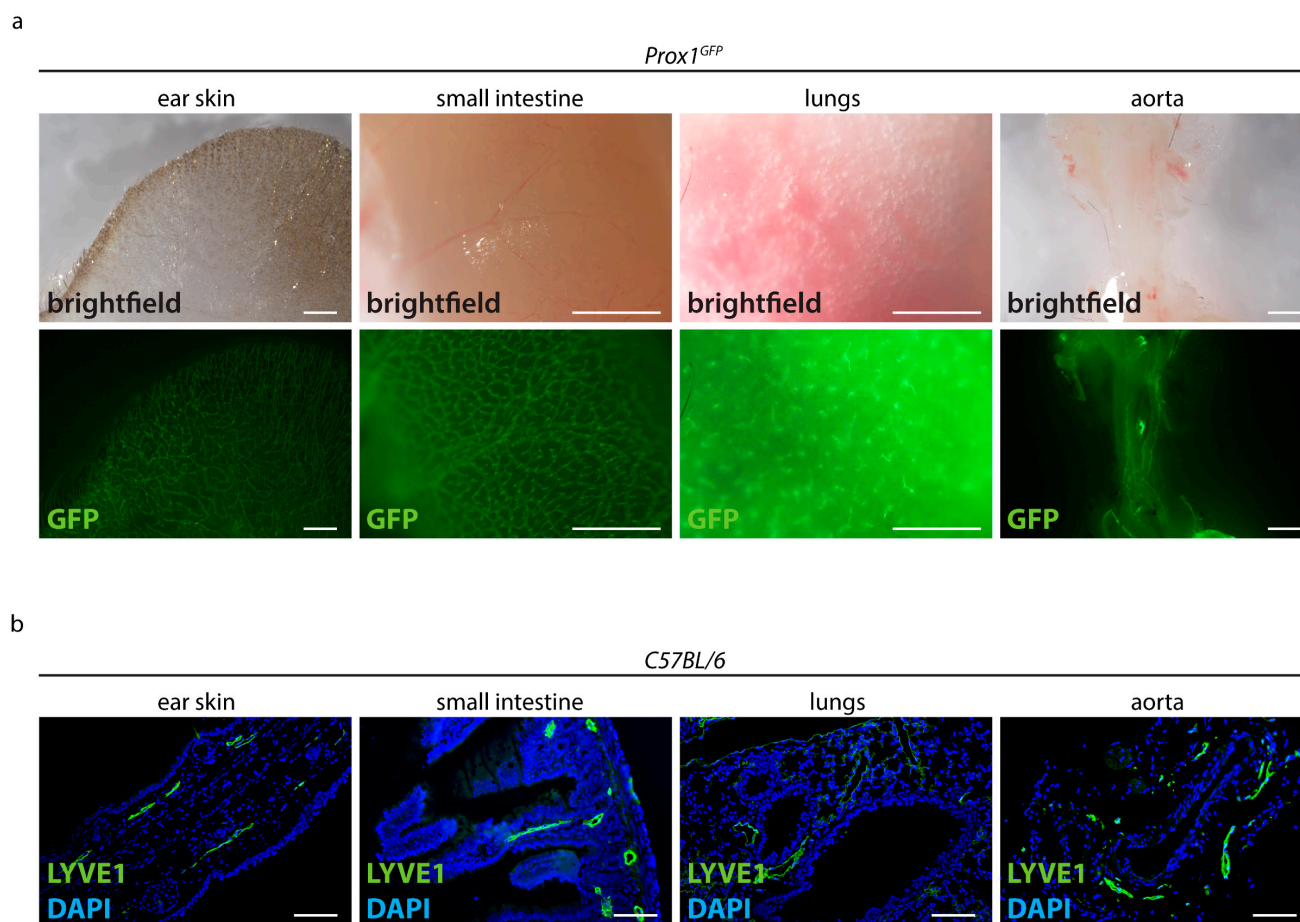 a
Prox1GFP
ear skin small intestine lungs aorta
brightfield brightfield brightfield brightfield
GFP GFP GFP GFP
b
C57BL/6
ear skin small intestine lungs aorta
LYVE1 LYVE1 LYVE1 LYVE1
DAPI DAPI DAPI DAPI